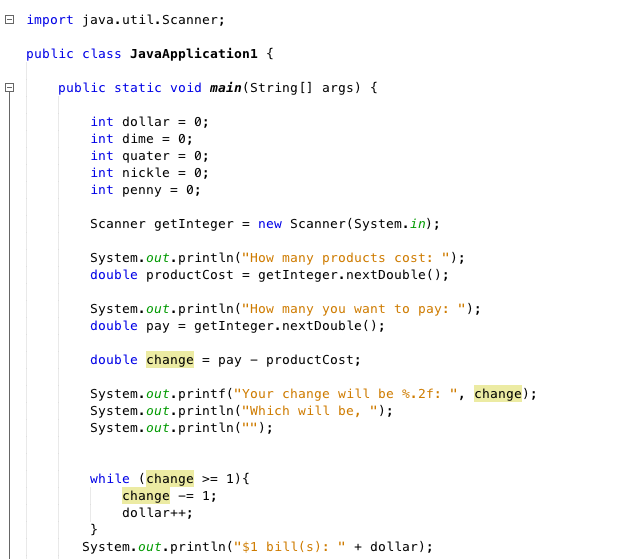 import java.util.Scanner;
public class JavaApplication1 {
public static void main(String[] args) {
int dollar = 0;
int dime = 0;
int quater = 0;
int nickle = 0;
int penny = 0;
Scanner getInteger = new Scanner(System.in);
System.out.println("How many products cost: ");
double productCost = getInteger.nextDouble();
System.out.println("How many you want to pay: ");
double pay = getInteger.nextDouble();
double change = pay - productCost;
System.out.printf("Your change will be %.2f: ", change);
System.out.println("Which will be, ");
System.out.println("");
while (change >= 1){
change -= 1;
dollar++;
}
System.out.println("$1 bill(s): " + dollar);